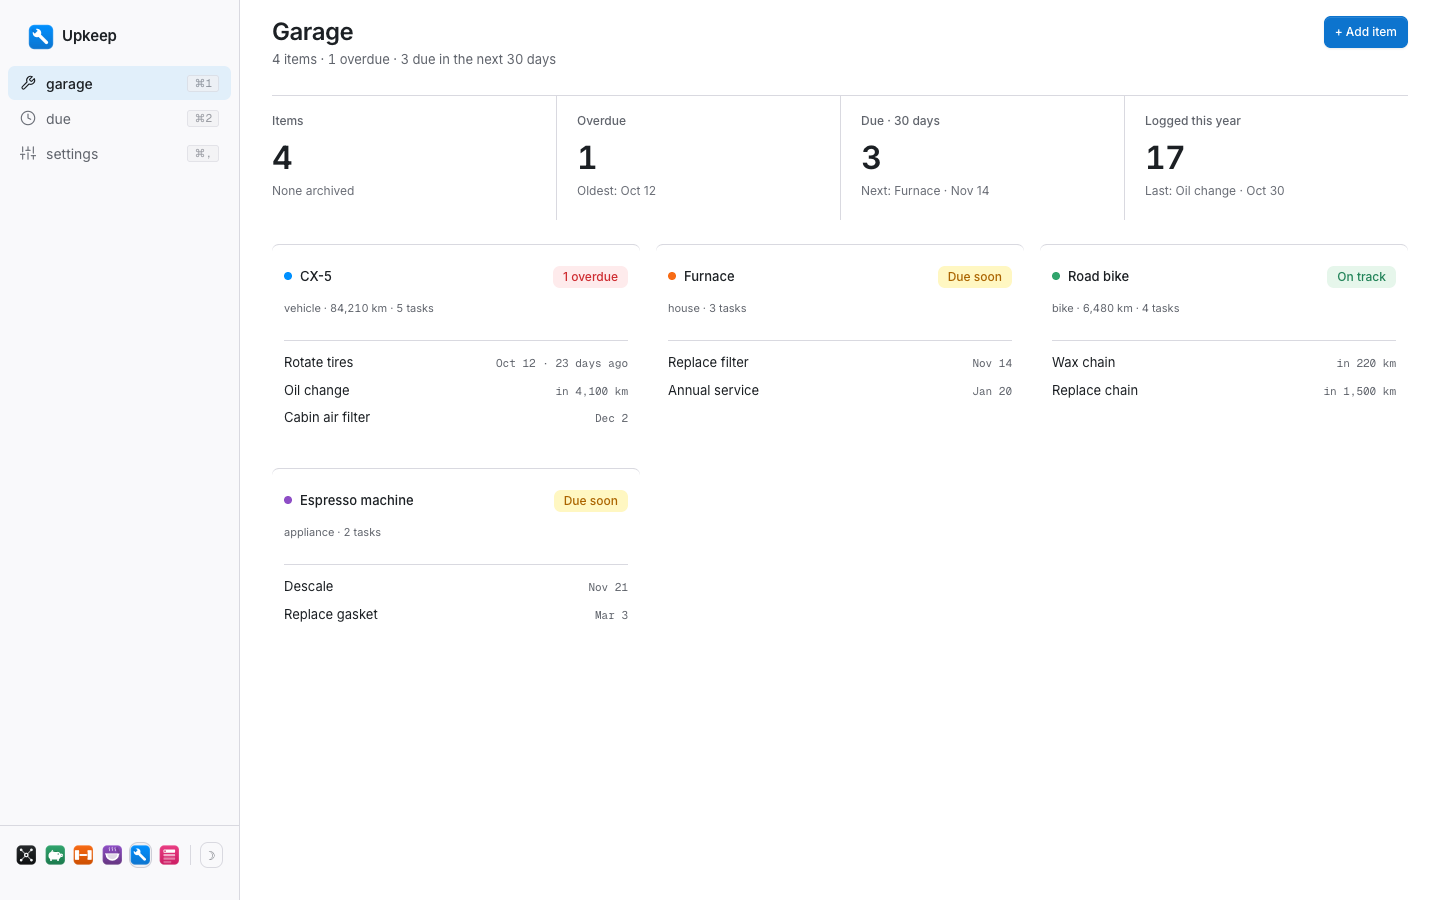 Upkeep
garage ⌘1
due ⌘2
settings ⌘,
Garage
4 items · 1 overdue · 3 due in the next 30 days
+ Add item
Items
4
None archived
Overdue
1
Oldest: Oct 12
Due · 30 days
3
Next: Furnace · Nov 14
Logged this year
17
Last: Oil change · Oct 30
CX-5 1 overdue
vehicle · 84,210 km · 5 tasks
Rotate tires Oct 12 · 23 days ago
Oil change in 4,100 km
Cabin air filter Dec 2
Furnace Due soon
house · 3 tasks
Replace filter Nov 14
Annual service Jan 20
Road bike On track
bike · 6,480 km · 4 tasks
Wax chain in 220 km
Replace chain in 1,500 km
Espresso machine Due soon
appliance · 2 tasks
Descale Nov 21
Replace gasket Mar 3